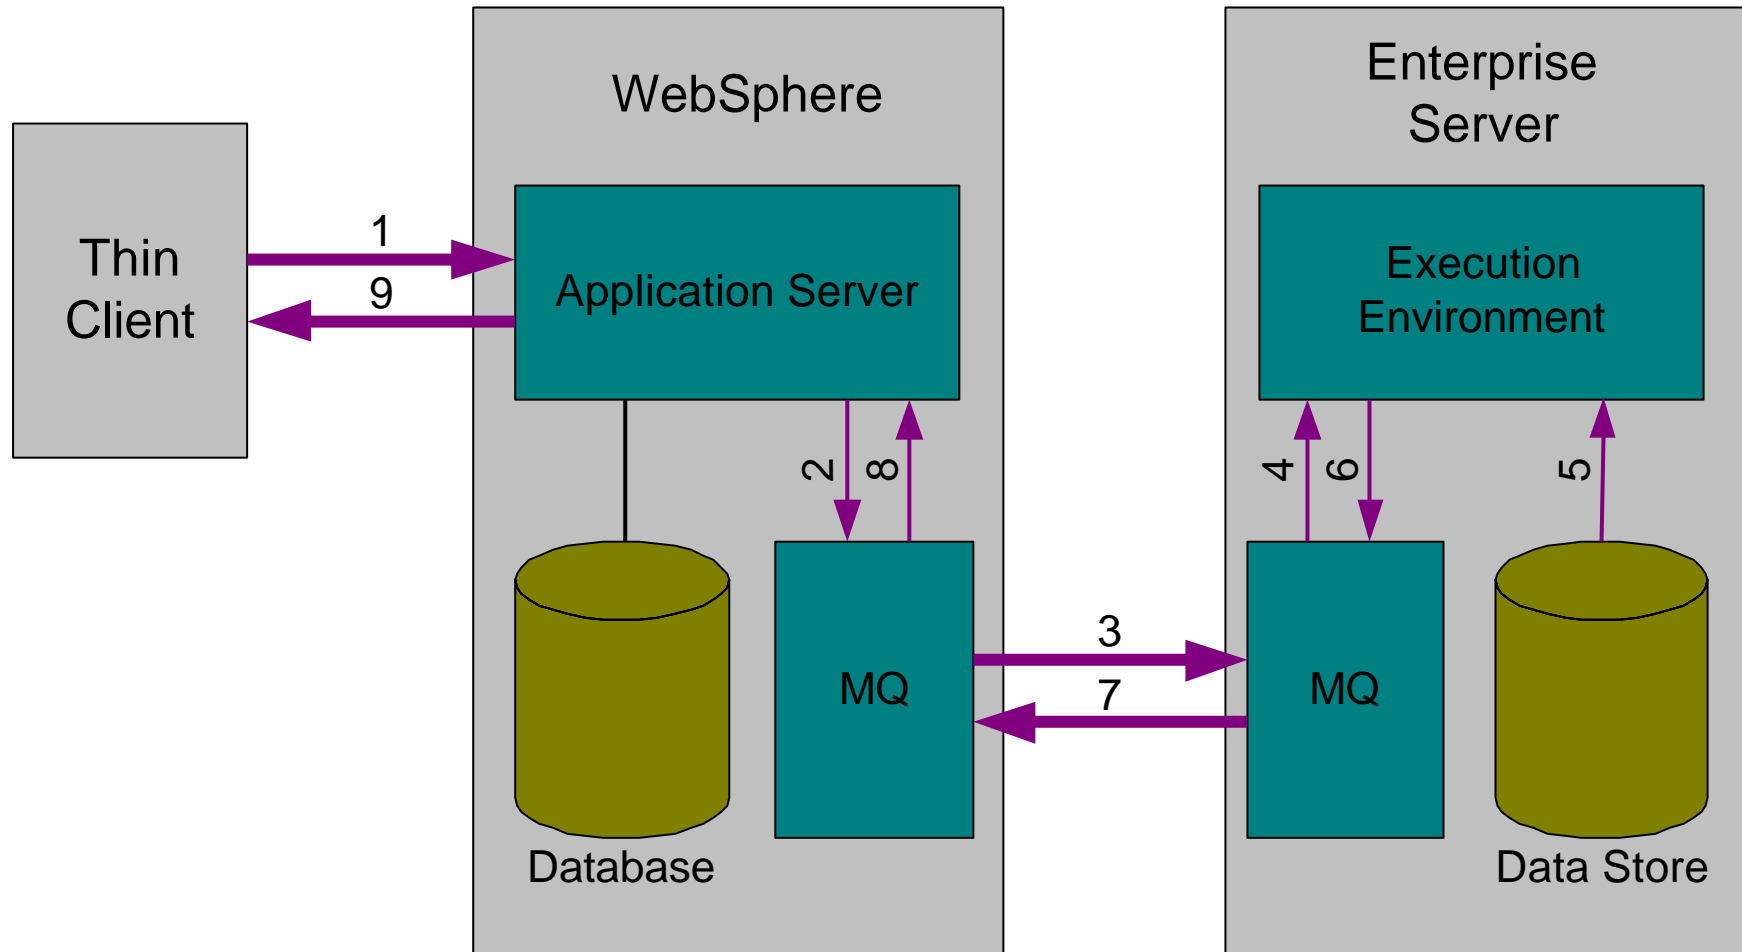 WebSphere
Enterprise
Server
Thin
Client
1
9
Application Server
Execution
Environment
2
8
4
6
5
3
7
MQ
MQ
Database
Data Store